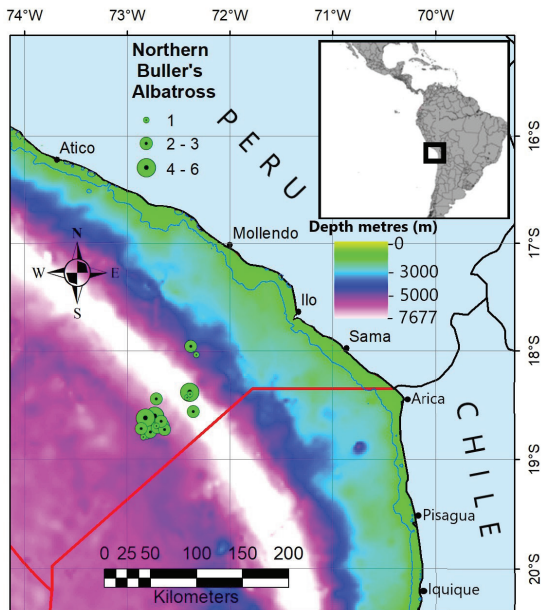 74°W 73°W 72°W 71°W 70°W
Northern
Buller's
Albatross
1
2 - 3
4 - 6
PERU
16°S
Atico
Mollendo
Depth metres (m)
0
3000
5000
7677
17°S
N
W E
S
Ilo
Sama
18°S
Arica
CHILE
19°S
Pisagua
0 25 50 100 150 200
Kilometers
20°S
Iquique